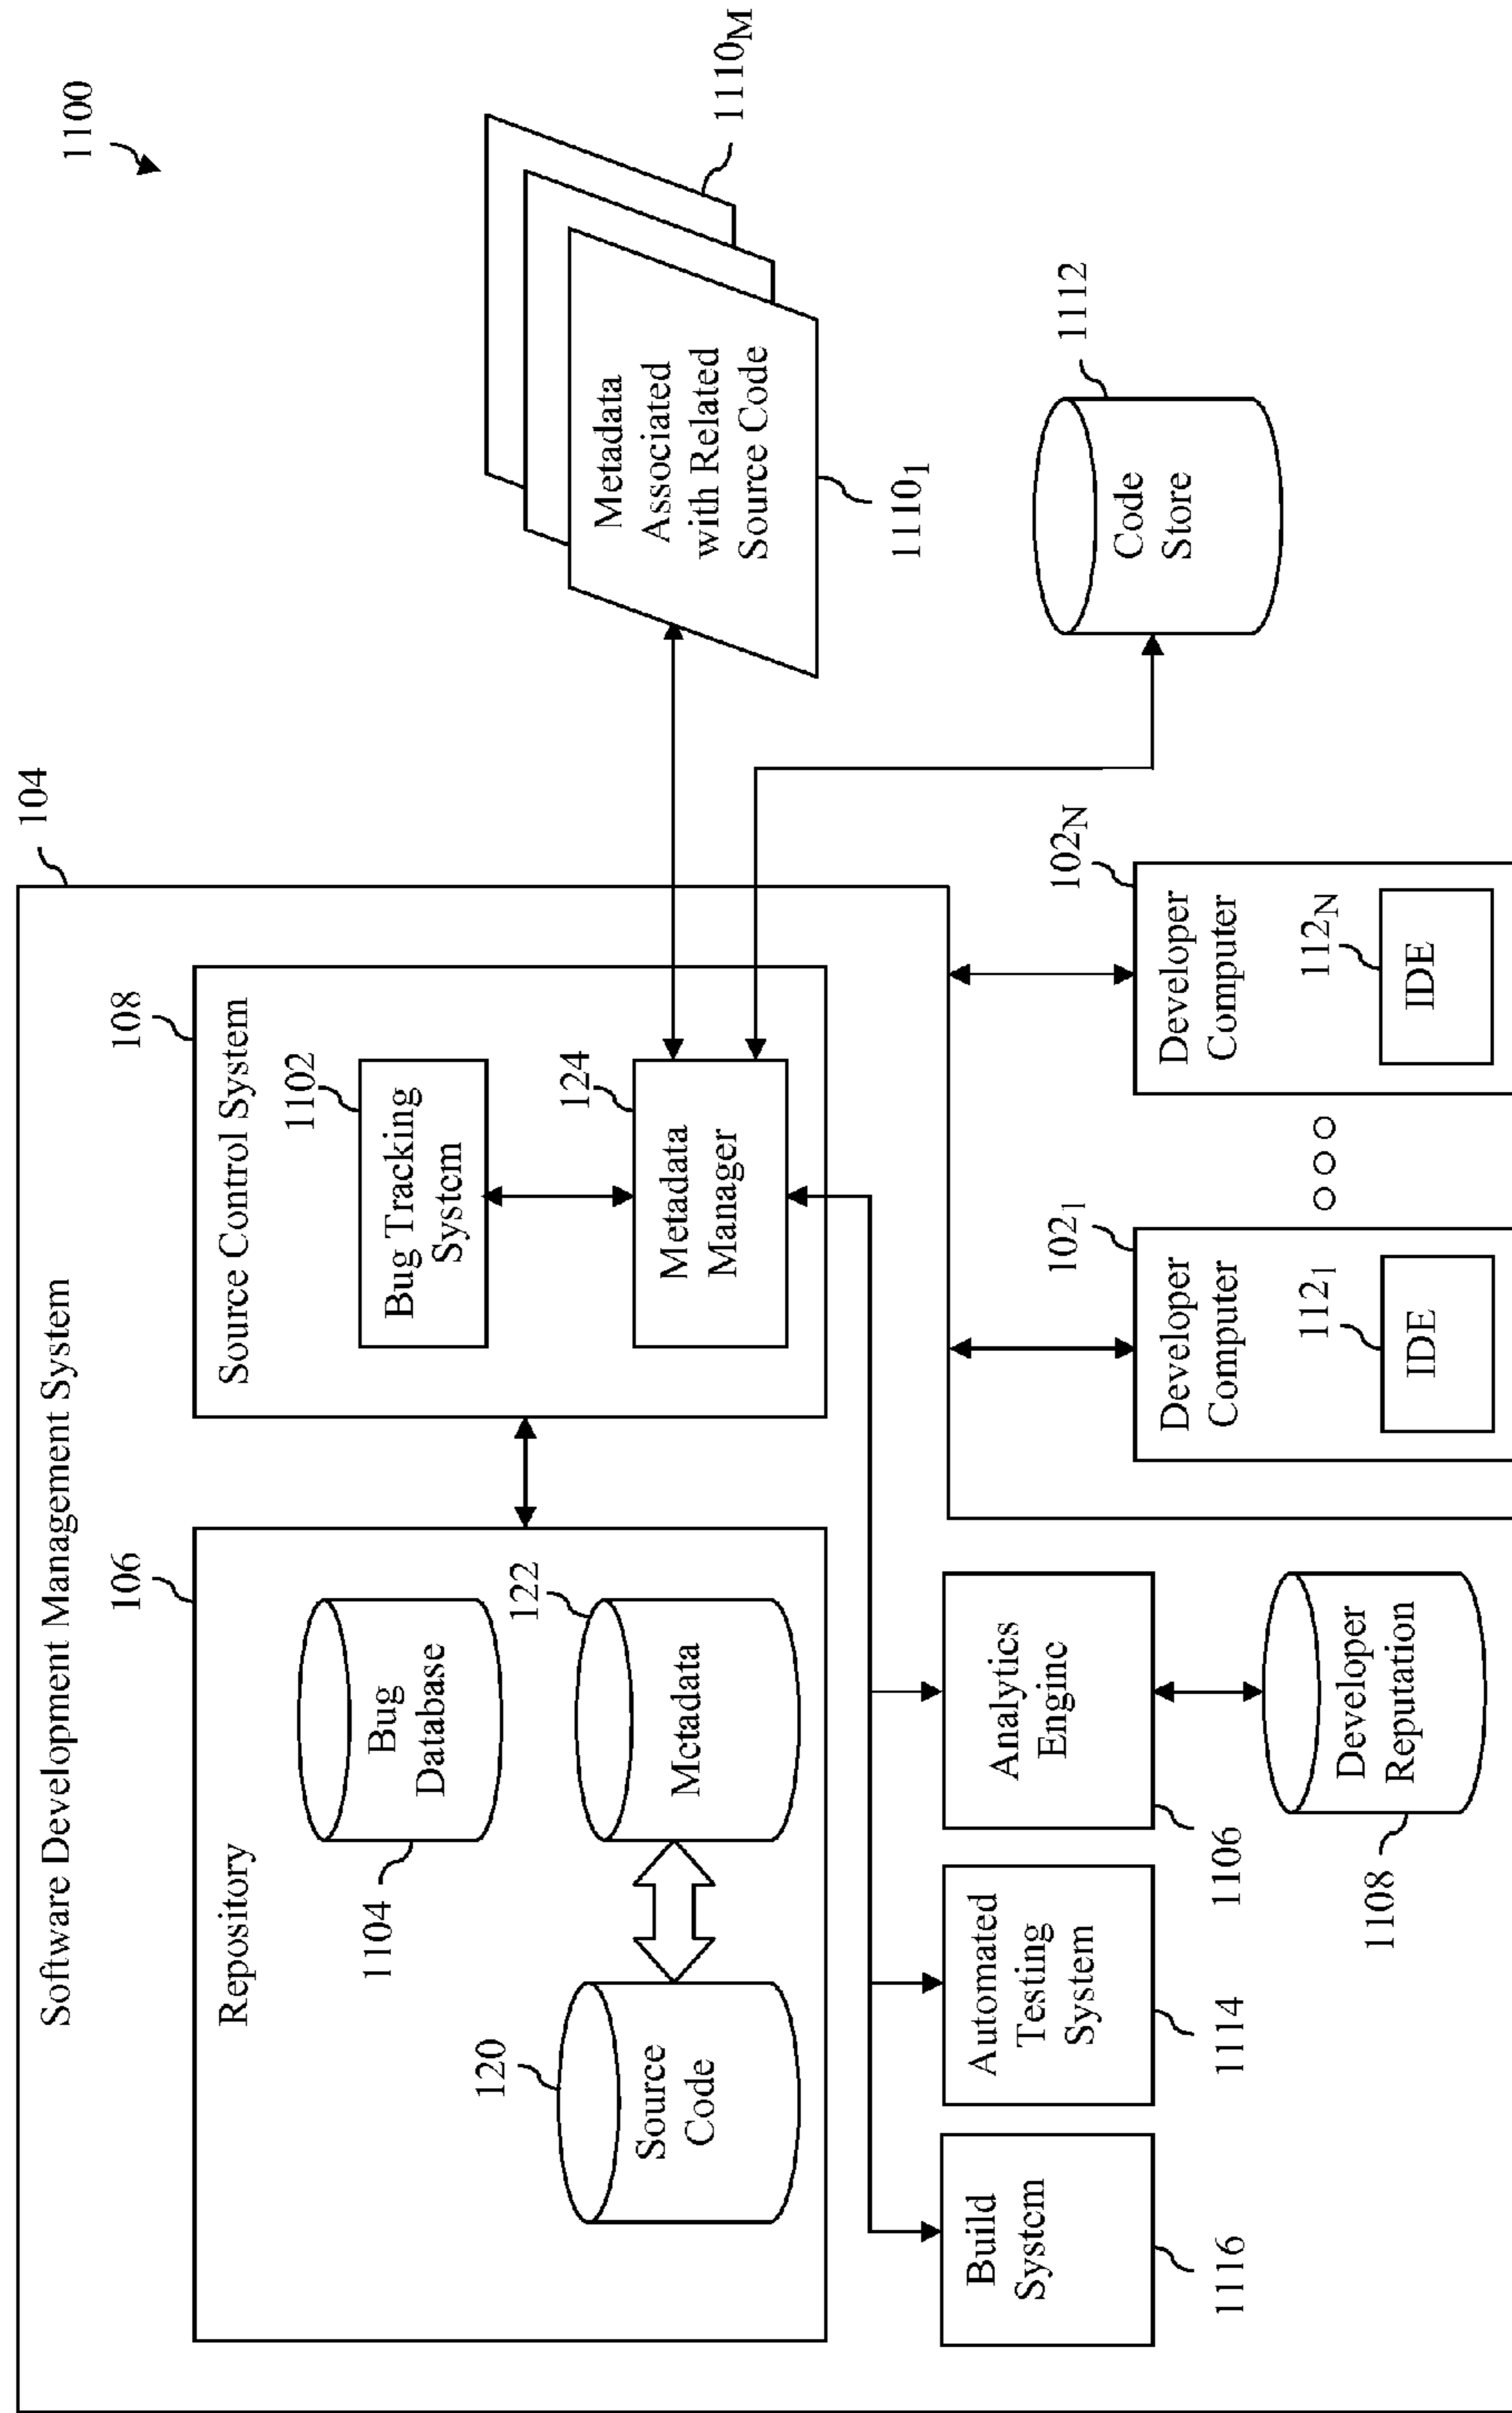 1100
Software Development Management System
104
Repository
106
Bug
Database
1104
Source
Code
120
Metadata
122
Source Control System
108
Bug Tracking
System
1102
Metadata
Manager
124
Metadata
Associated
with Related
Source Code
1110₁
1110M
Code
Store
1112
Build
System
1116
Automated
Testing
System
1114
Analytics
Engine
1106
Developer
Reputation
1108
Developer
Computer
102₁
IDE
112₁
Developer
Computer
102N
IDE
112N